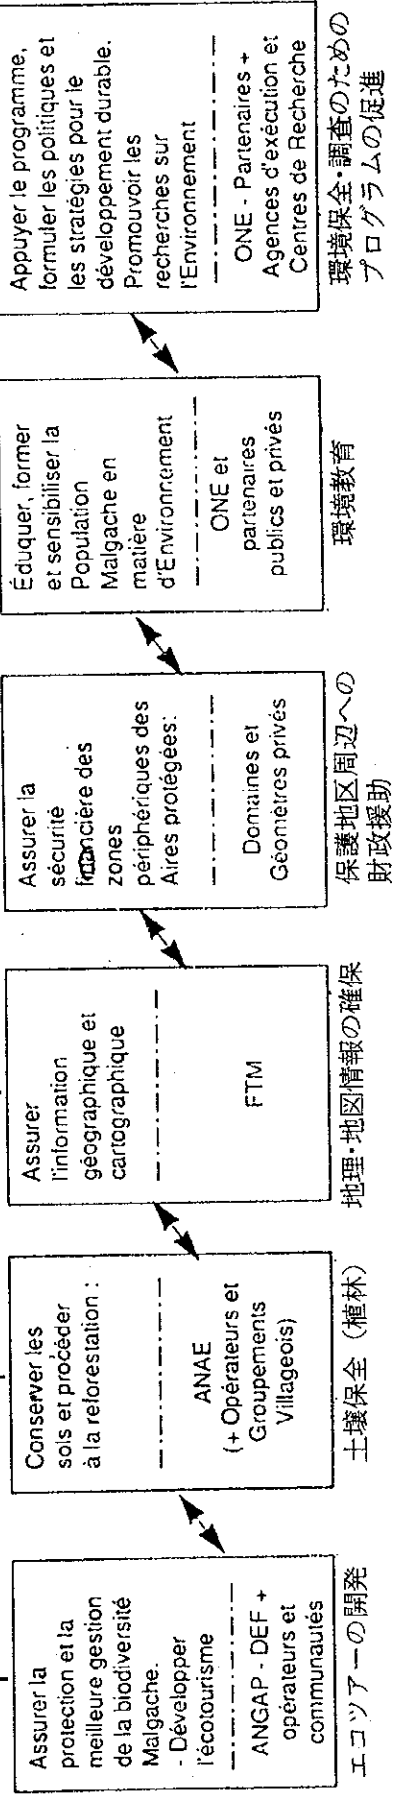 Assurer la
protection et la
meilleure gestion
de la biodiversité
Malgache.
- Développer
l'écotourisme
ANGAP - DEF +
opérateurs et
communautés
エコツアーの開発
Conserver les
sols et procéder
à la reforestation :
ANAE
(+ Opérateurs et
Groupements
Villageois)
土壌保全（植林）
Assurer
l'information
géographique et
cartographique
FTM
地理・地図情報の確保
Assurer la
sécurité
financière des
zones
périphériques des
Aires protégées:
Domaines et
Géomètres privés
保護地区周辺への
財政援助
Éduquer, former
et sensibiliser la
Population
Malgache en
matière
d'Environnement
ONE et
partenaires
publics et privés
環境教育
Appuyer le programme,
formuler les politiques et
les stratégies pour le
développement durable.
Promouvoir les
recherches sur
l'Environnement
ONE - Partenaires +
Agences d'exécution et
Centres de Recherche
環境保全・調査のための
プログラムの促進